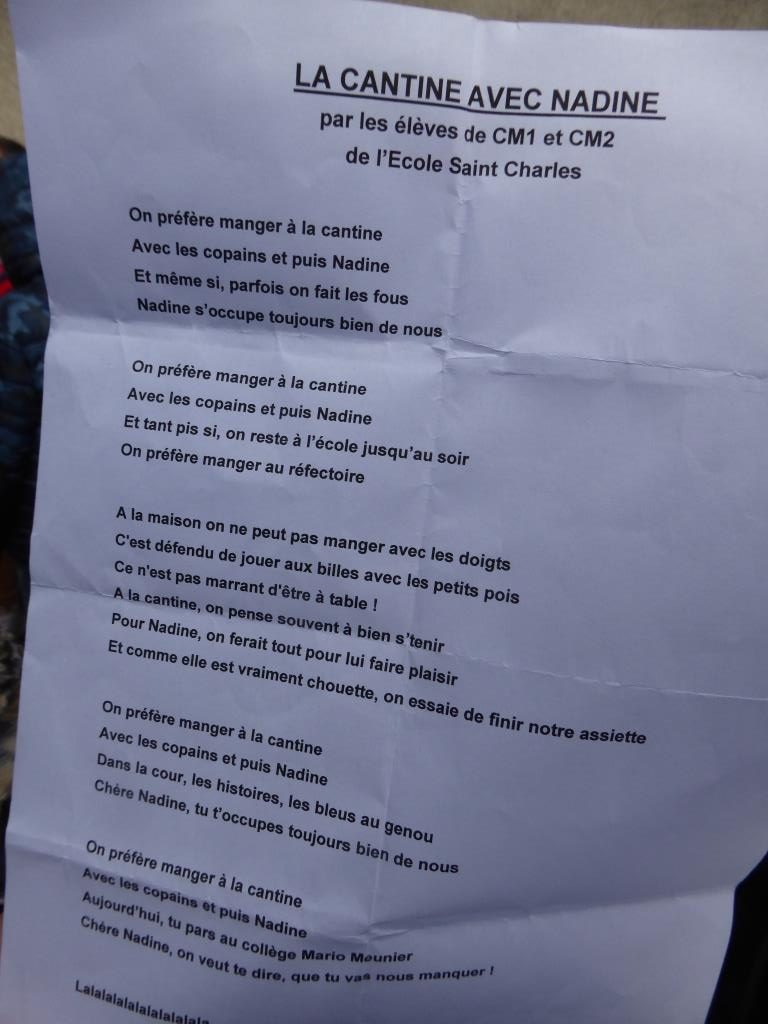 LA CANTINE AVEC NADINE
par les élèves de CM1 et CM2
de l'Ecole Saint Charles
On préfère manger à la cantine
Avec les copains et puis Nadine
Et même si, parfois on fait les fous
Nadine s'occupe toujours bien de nous
On préfère manger à la cantine
Avec les copains et puis Nadine
Et tant pis si, on reste à l'école jusqu'au soir
On préfère manger au réfectoire
A la maison on ne peut pas manger avec les doigts
C'est défendu de jouer aux billes avec les petits pois
Ce n'est pas marrant d'être à table !
A la cantine, on pense souvent à bien s'tenir
Pour Nadine, on ferait tout pour lui faire plaisir
Et comme elle est vraiment chouette, on essaie de finir notre assiette
On préfère manger à la cantine
Avec les copains et puis Nadine
Dans la cour, les histoires, les bleus au genou
Chère Nadine, tu t'occupes toujours bien de nous
On préfère manger à la cantine
Avec les copains et puis Nadine
Aujourd'hui, tu pars au collège Mario Meunier
Chère Nadine, on veut te dire, que tu vas nous manquer !
Lalalalalalalalalalala